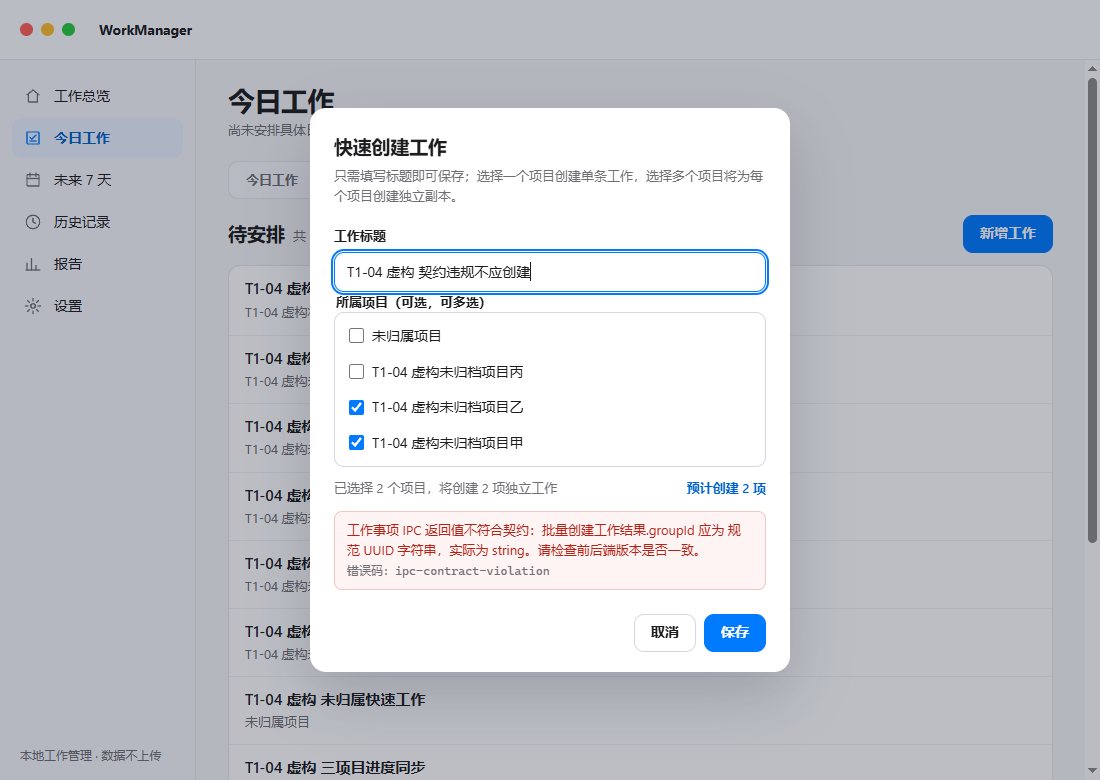 WorkManager
工作总览
今日工作
未来 7 天
历史记录
报告
设置
本地工作管理 · 数据不上传
今日工作
尚未安排具体
今日工作
待安排 共
新增工作
T1-04 虚构
T1-04 虚构
T1-04 虚构
T1-04 虚构
T1-04 虚构
T1-04 虚构
T1-04 虚构
T1-04 虚构
T1-04 虚构
T1-04 虚构
T1-04 虚构
T1-04 虚构
T1-04 虚构 未归属快速工作
未归属项目
T1-04 虚构 三项目进度同步
快速创建工作
只需填写标题即可保存；选择一个项目创建单条工作，选择多个项目将为每
个项目创建独立副本。
工作标题
T1-04 虚构 契约违规不应创建
所属项目（可选，可多选）
未归属项目
T1-04 虚构未归档项目丙
T1-04 虚构未归档项目乙
T1-04 虚构未归档项目甲
已选择 2 个项目，将创建 2 项独立工作
预计创建 2 项
工作事项 IPC 返回值不符合契约：批量创建工作结果.groupId 应为 规
范 UUID 字符串，实际为 string。请检查前后端版本是否一致。
错误码：ipc-contract-violation
取消
保存